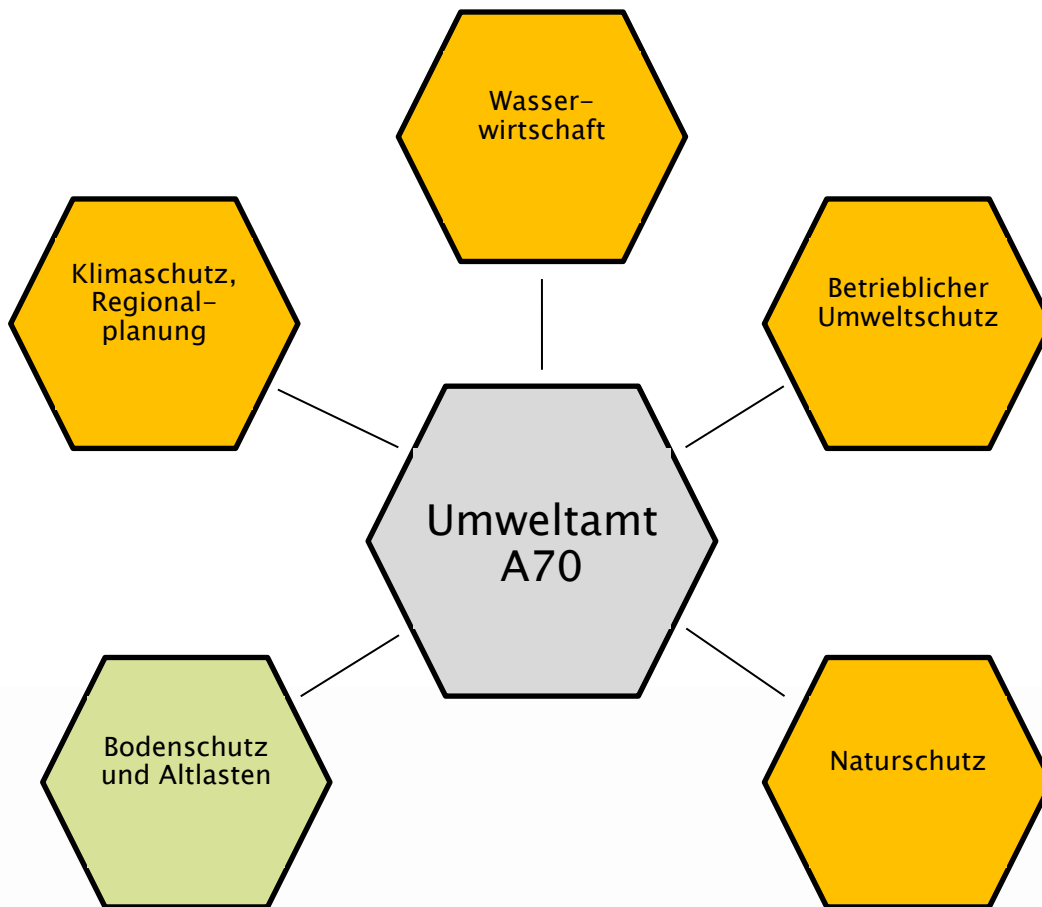 Wasser-
wirtschaft
Klimaschutz,
Regional-
planung
Betrieblicher
Umweltschutz
Umweltamt
A70
Bodenschutz
und Altlasten
Naturschutz